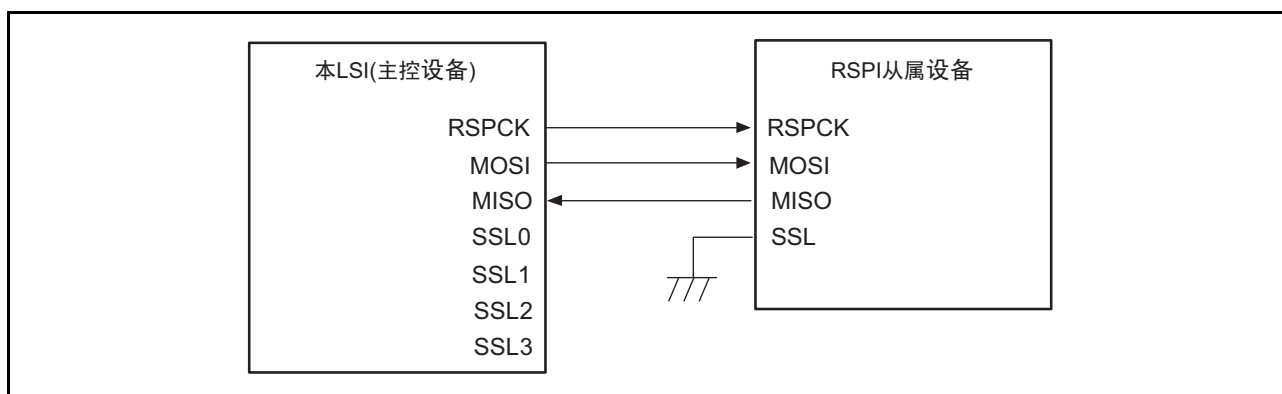 本LSI(主控设备)
RSPCK
MOSI
MISO
SSL0
SSL1
SSL2
SSL3
RSPI从属设备
RSPCK
MOSI
MISO
SSL